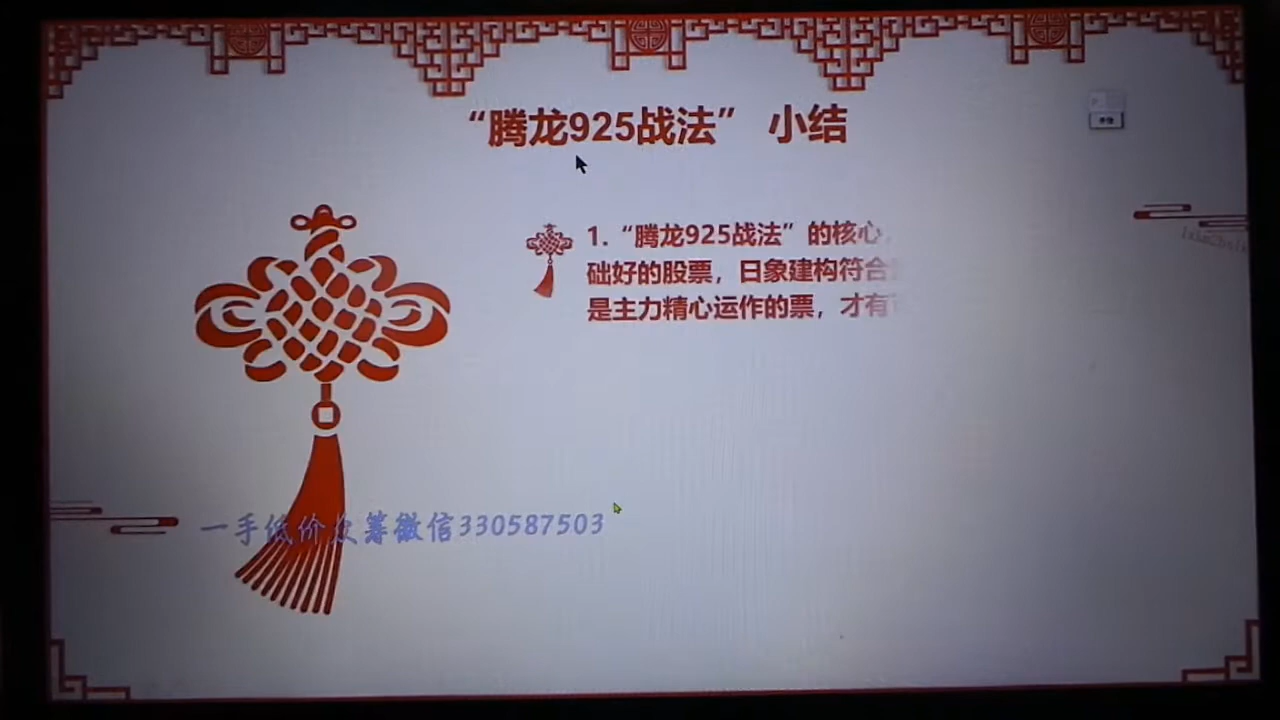 “腾龙925战法” 小结
1. “腾龙925战法”的核心
础好的股票，日象建构符合
是主力精心运作的票，才有
一手低价众筹微信330587503